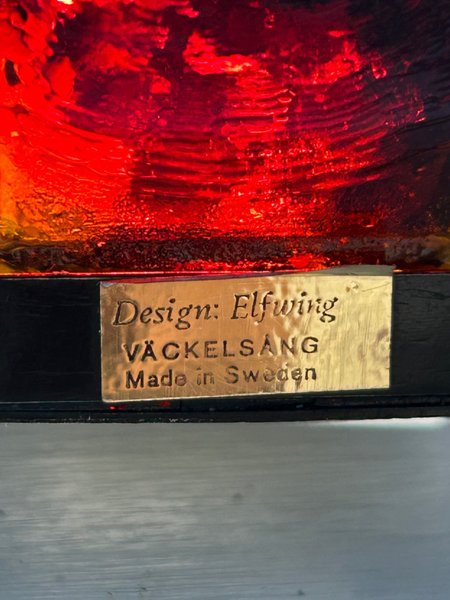 Design: Elfwing
VÄCKELSÅNG
Made in Sweden